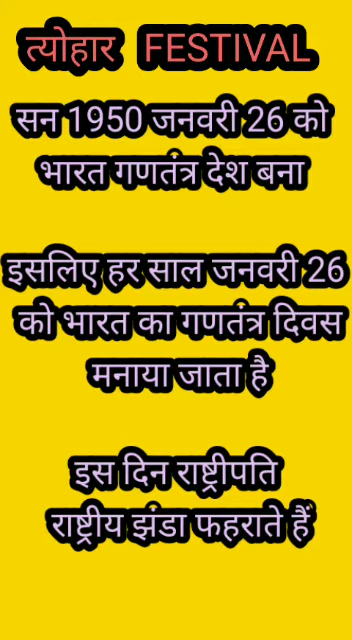 त्योहार FESTIVAL
सन 1950 जनवरी 26 को
भारत गणतंत्र देश बना
इसलिए हर साल जनवरी 26
को भारत का गणतंत्र दिवस
मनाया जाता है
इस दिन राष्ट्रीपति
राष्ट्रीय झंडा फहराते हैं